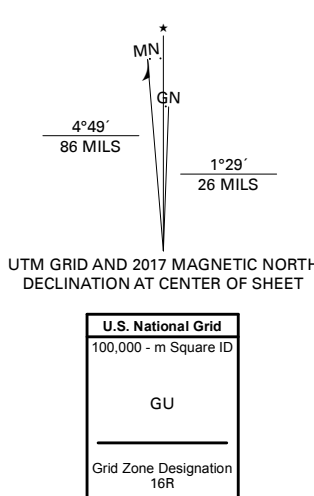 ★
MN
GN
4°49´
86 MILS
1°29´
26 MILS
UTM GRID AND 2017 MAGNETIC NORTH
DECLINATION AT CENTER OF SHEET
U.S. National Grid
100,000 - m Square ID
GU
Grid Zone Designation
16R